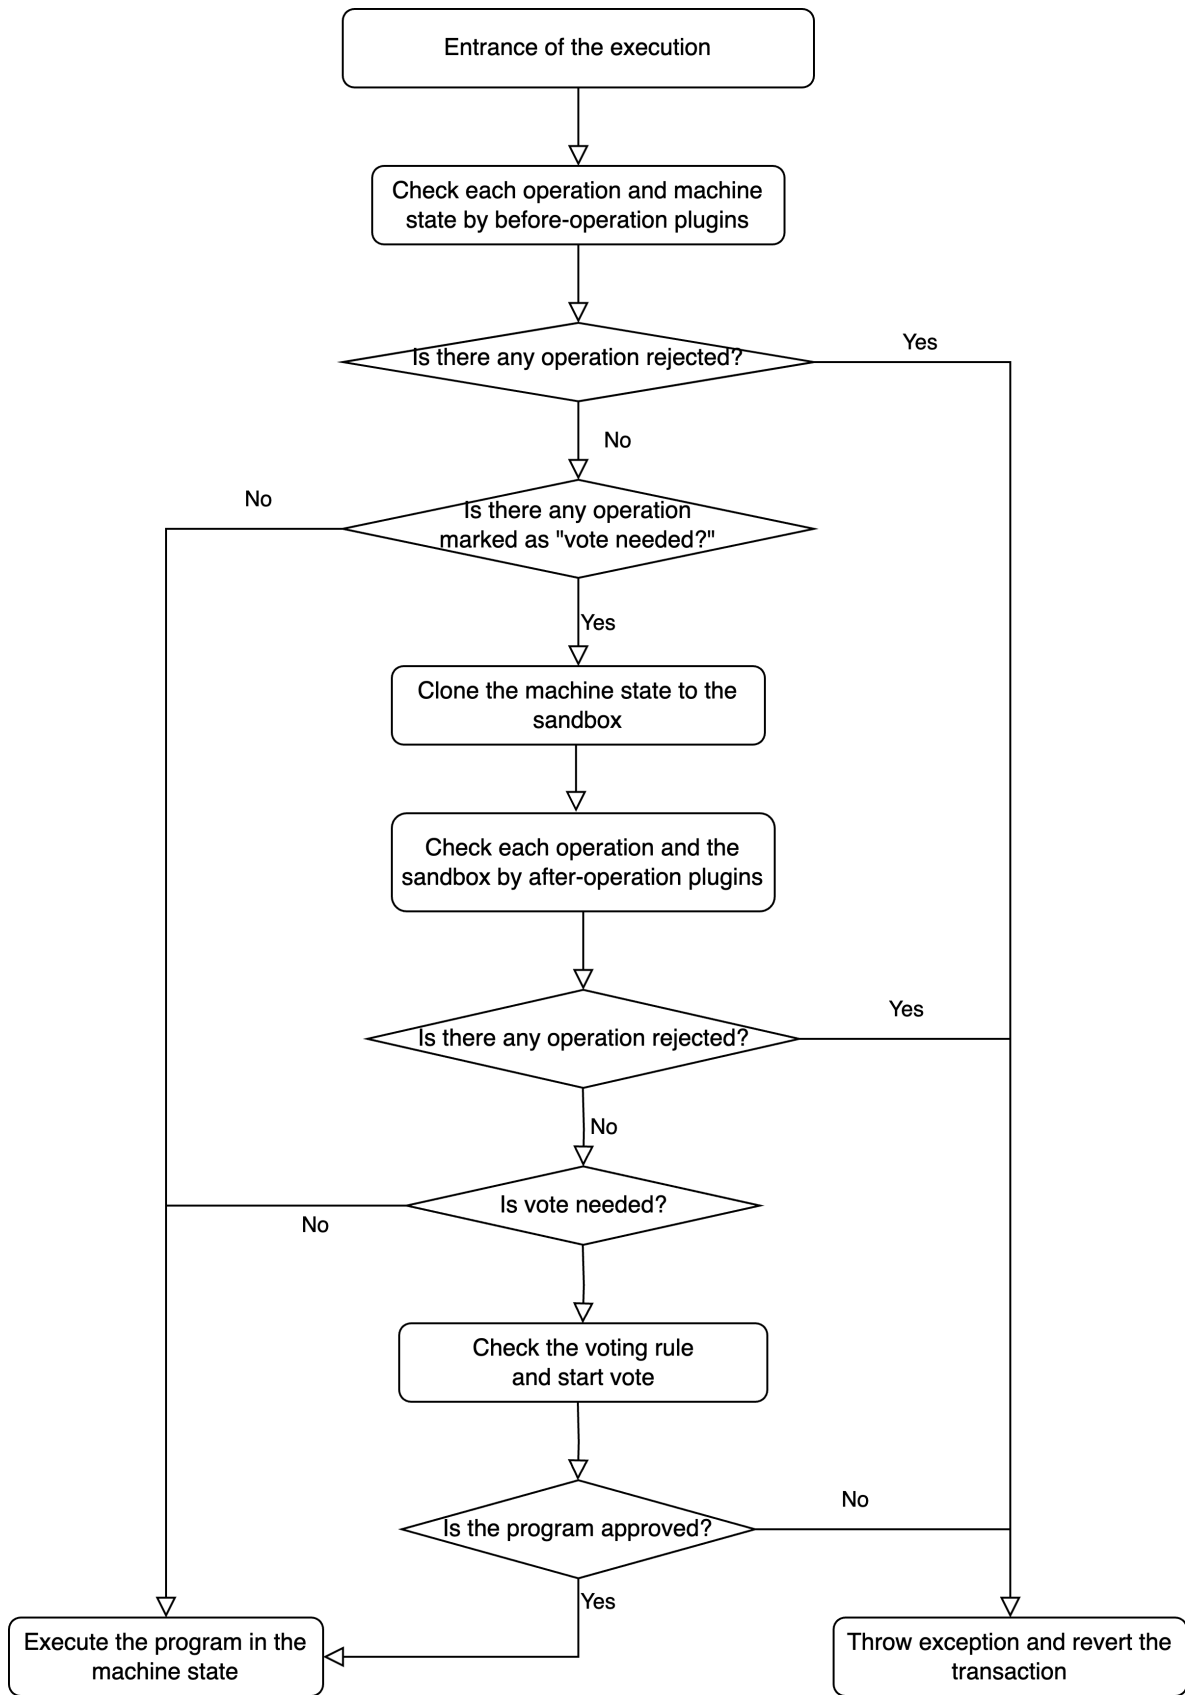 Entrance of the execution
Check each operation and machine
state by before-operation plugins
Is there any operation rejected?
Yes
No
No
Is there any operation
marked as "vote needed?"
Yes
Clone the machine state to the
sandbox
Check each operation and the
sandbox by after-operation plugins
Yes
Is there any operation rejected?
No
Is vote needed?
No
Check the voting rule
and start vote
No
Is the program approved?
Yes
Execute the program in the
machine state
Throw exception and revert the
transaction